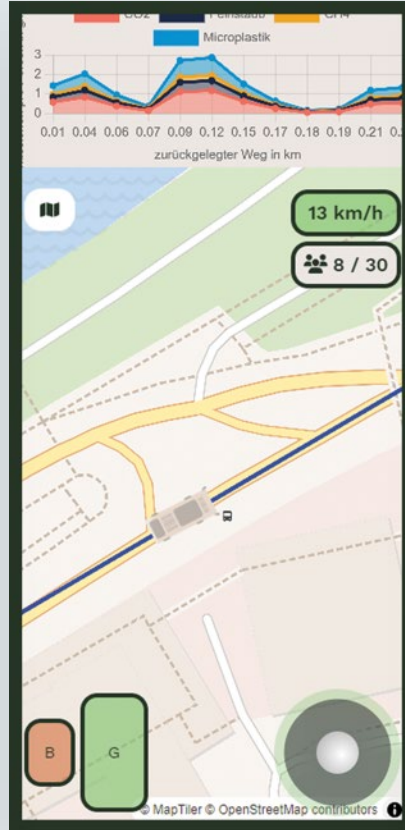 CO2 Feinstaub CH4
Microplastik
3
2
1
0
0.01 0.04 0.06 0.07 0.09 0.12 0.15 0.17 0.18 0.19 0.21
zurückgelegter Weg in km
13 km/h
8 / 30
B
G
© MapTiler © OpenStreetMap contributors